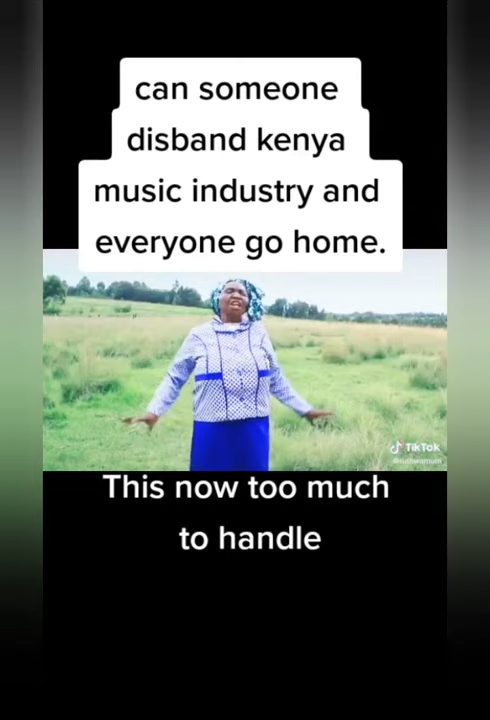 can someone
disband kenya
music industry and
everyone go home.
TikTok
This now too much
to handle